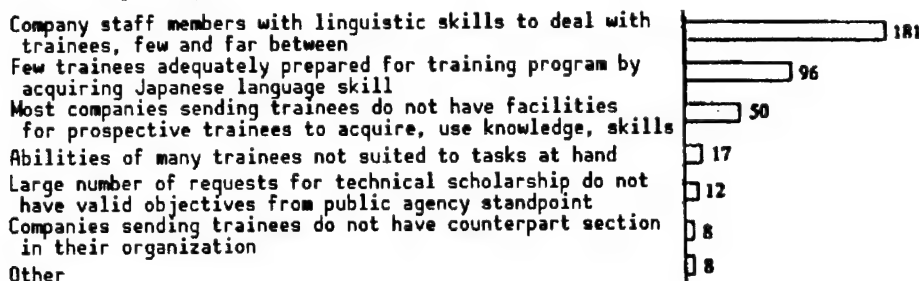 Company staff members with linguistic skills to deal with
trainees, few and far between
181
Few trainees adequately prepared for training program by
acquiring Japanese language skill
96
Most companies sending trainees do not have facilities
for prospective trainees to acquire, use knowledge, skills
50
Abilities of many trainees not suited to tasks at hand
17
Large number of requests for technical scholarship do not
have valid objectives from public agency standpoint
12
Companies sending trainees do not have counterpart section
in their organization
8
Other
8